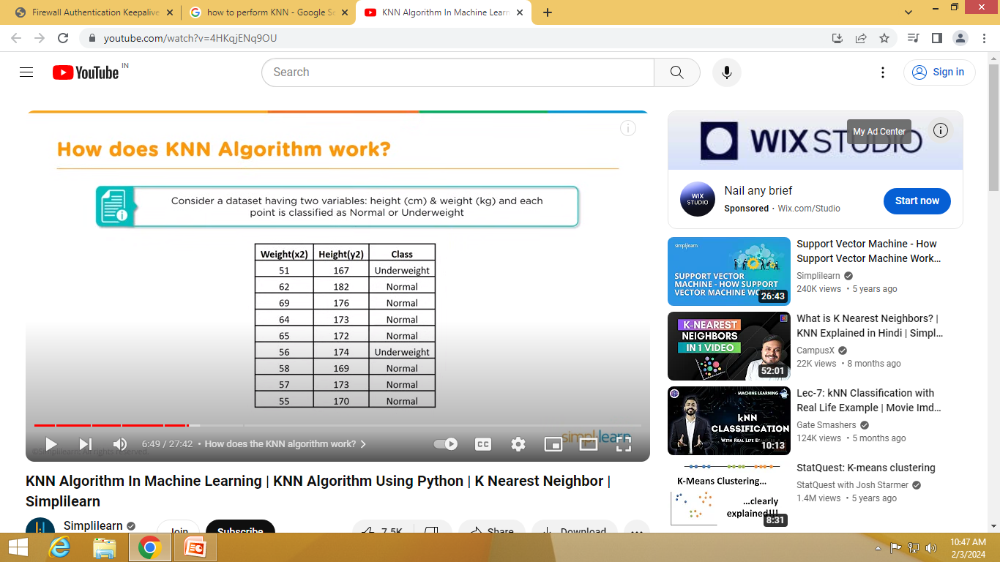 Firewall Authentication Keepalive
how to perform KNN - Google Se
KNN Algorithm In Machine Learn
youtube.com/watch?v=4HKqjENq9OU
YouTube IN
Search
Sign in
How does KNN Algorithm work?
Consider a dataset having two variables: height (cm) & weight (kg) and each
point is classified as Normal or Underweight
Weight(x2) Height(y2) Class
51 167 Underweight
62 182 Normal
69 176 Normal
64 173 Normal
65 172 Normal
56 174 Underweight
58 169 Normal
57 173 Normal
55 170 Normal
6:49 / 27:42 • How does the KNN algorithm work?
CC
simplilearn
©Simplilearn. All rights reserved.
KNN Algorithm In Machine Learning | KNN Algorithm Using Python | K Nearest Neighbor |
Simplilearn
Simplilearn
Join
Subscribe
7.5K
Share
Download
WIX STUDIO
My Ad Center
WIX
STUDIO
Nail any brief
Sponsored · Wix.com/Studio
Start now
simplilearn
SUPPORT VECTOR
MACHINE - HOW SUPPORT
VECTOR MACHINE WO
26:43
Support Vector Machine - How
Support Vector Machine Work...
Simplilearn
240K views • 5 years ago
K-NEAREST
NEIGHBORS
IN 1 VIDEO
52:01
What is K Nearest Neighbors? |
KNN Explained in Hindi | Simpl...
CampusX
22K views • 8 months ago
MACHINE LEARNING
kNN
CLASSIFICATION
WITH REAL LIFE
10:13
Lec-7: kNN Classification with
Real Life Example | Movie Imd...
Gate Smashers
124K views • 5 months ago
K-Means Clustering...
...clearly
explained!!!
8:31
StatQuest: K-means clustering
StatQuest with Josh Starmer
1.4M views • 5 years ago
10:47 AM
2/3/2024